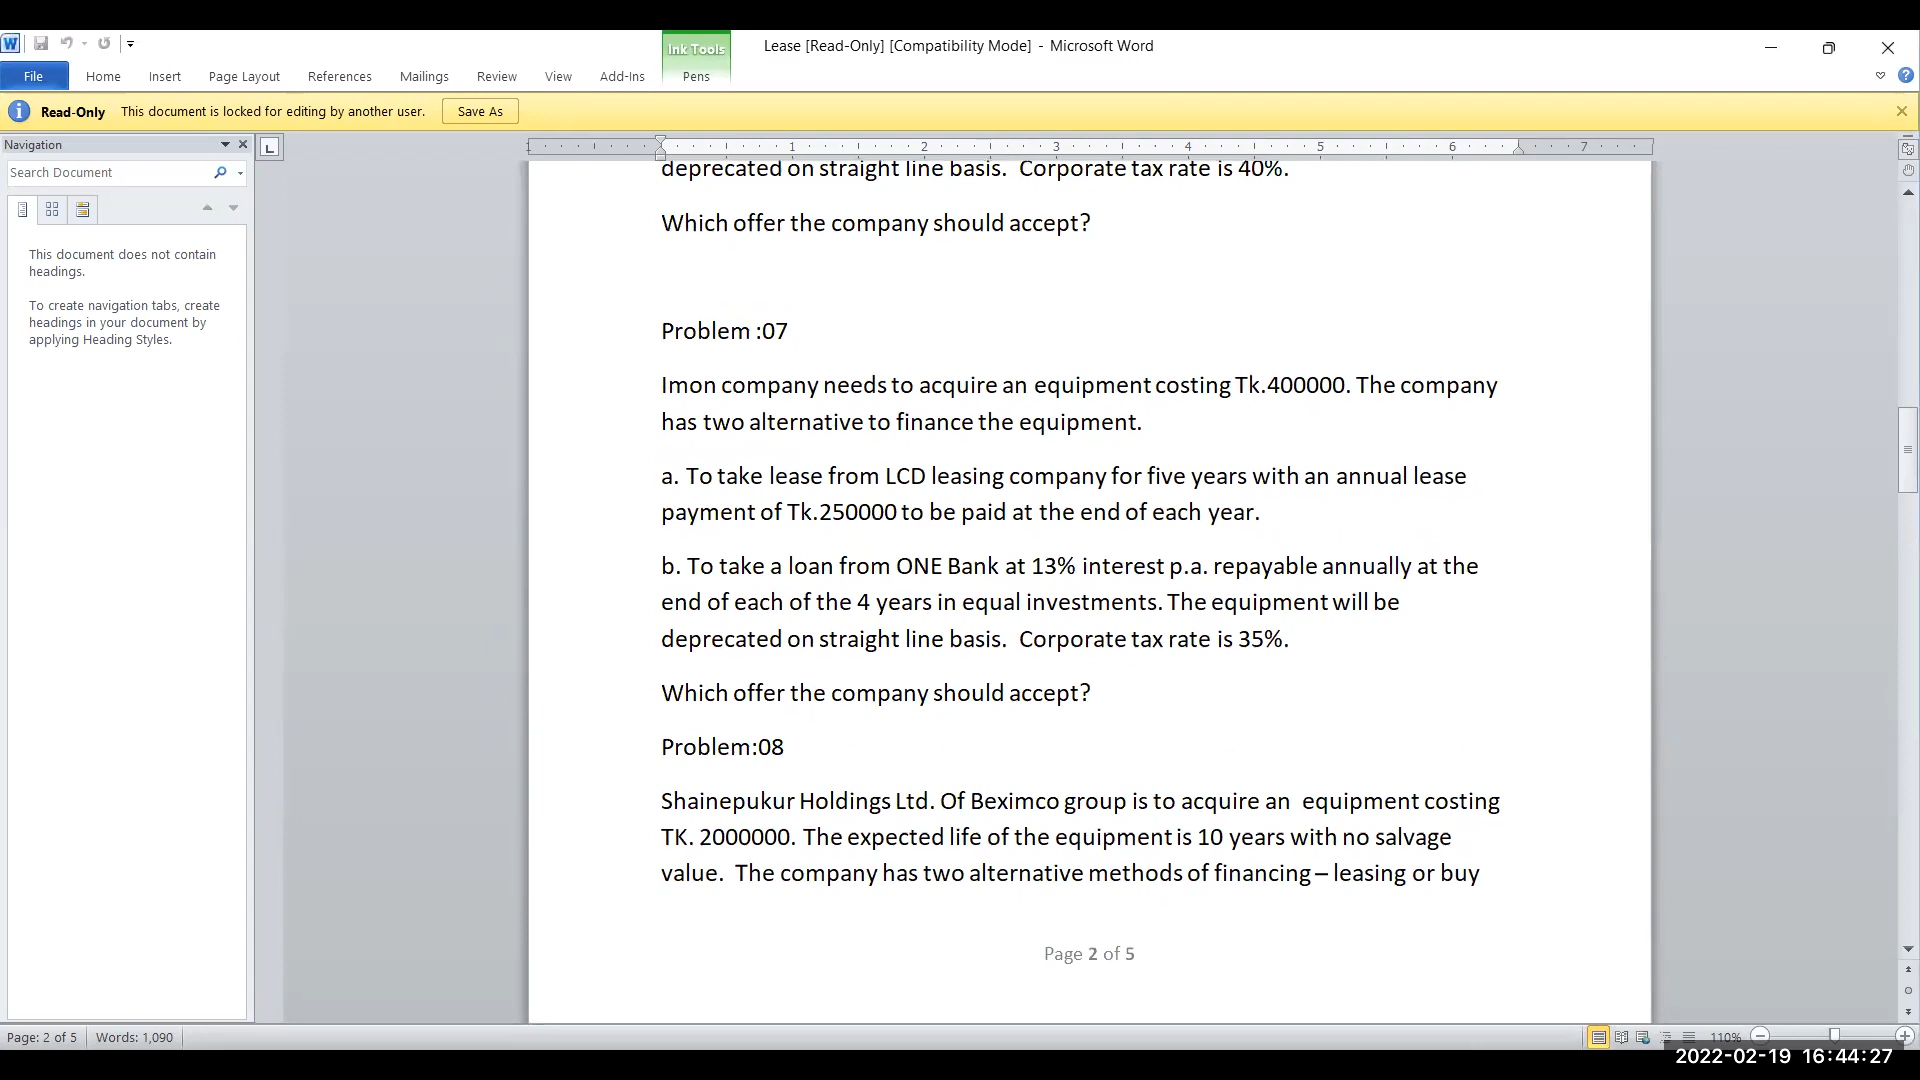 Ink Tools
Lease [Read-Only] [Compatibility Mode] - Microsoft Word
File Home Insert Page Layout References Mailings Review View Add-Ins Pens
Read-Only This document is locked for editing by another user. Save As
Navigation
1 1 2 3 4 5 6 7
Search Document
This document does not contain
headings.
To create navigation tabs, create
headings in your document by
applying Heading Styles.
deprecated on straight line basis. Corporate tax rate is 40%.
Which offer the company should accept?
Problem :07
Imon company needs to acquire an equipment costing Tk.400000. The company
has two alternative to finance the equipment.
a. To take lease from LCD leasing company for five years with an annual lease
payment of Tk.250000 to be paid at the end of each year.
b. To take a loan from ONE Bank at 13% interest p.a. repayable annually at the
end of each of the 4 years in equal investments. The equipment will be
deprecated on straight line basis. Corporate tax rate is 35%.
Which offer the company should accept?
Problem:08
Shainepukur Holdings Ltd. Of Beximco group is to acquire an equipment costing
TK. 2000000. The expected life of the equipment is 10 years with no salvage
value. The company has two alternative methods of financing – leasing or buy
Page 2 of 5
Page: 2 of 5 Words: 1,090 110%
2022-02-19 16:44:27